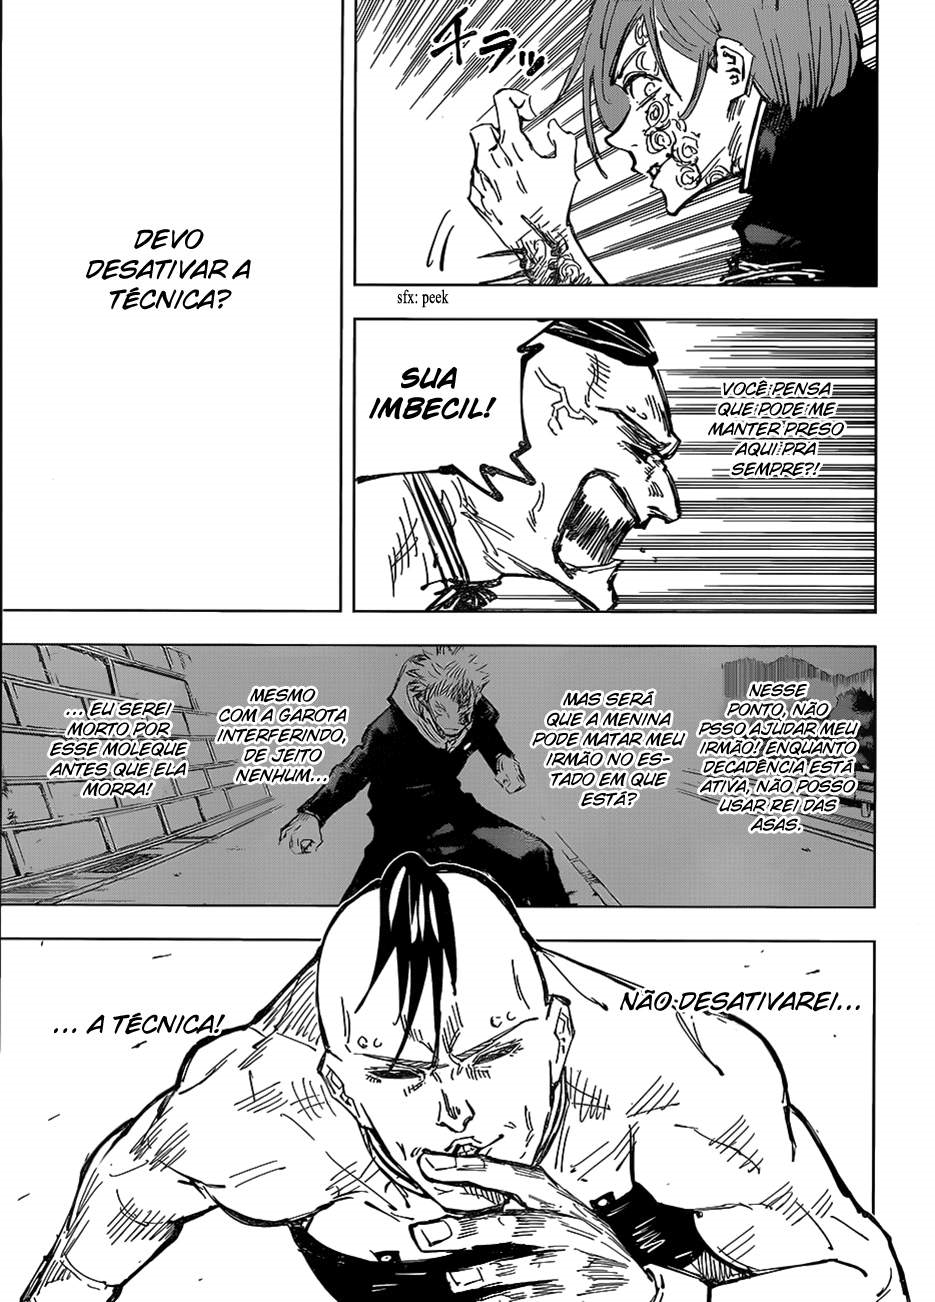 チラッ
sfx: peek
VOCÊ PENSA
QUE PODE ME
MANTER PRESO
AQUI PRA
SEMPRE?!
SUA
IMBECIL!
DEVO
DESATIVAR A
TÉCNICA?
NESSE
PONTO, NÃO
PSSO AJUDAR MEU
IRMÃO! ENQUANTO
DECADÊNCIA ESTÁ
ATIVA, NÃO POSSO
USAR REI DAS
ASAS.
MAS SERÁ
QUE A MENINA
PODE MATAR MEU
IRMÃO NO ES-
TADO EM QUE
ESTÁ?
MESMO
COM A GAROTA
INTERFERINDO,
DE JEITO
NENHUM...
... EU SEREI
MORTO POR
ESSE MOLEQUE
ANTES QUE ELA
MORRA!
NÃO DESATIVAREI...
... A TÉCNICA!